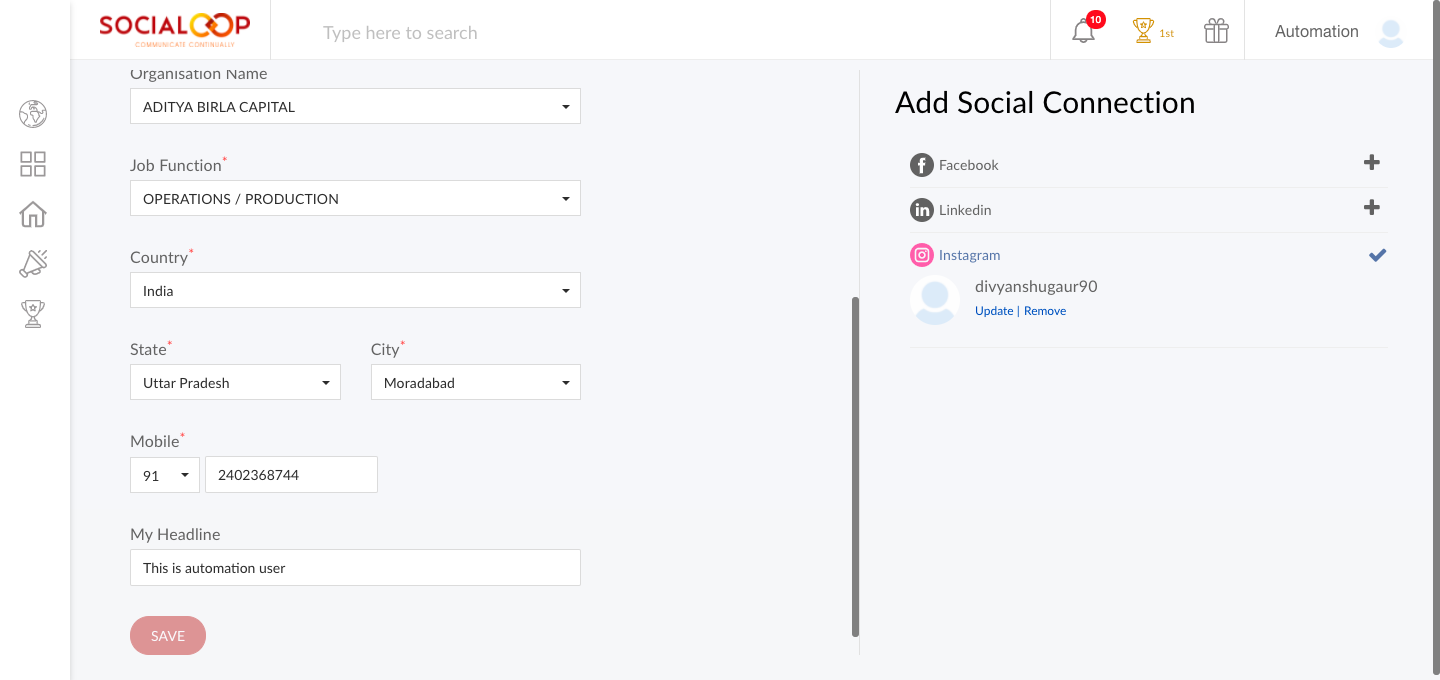 SOCIALOOP
COMMUNICATE CONTINUALLY
Type here to search
10
1st
Automation
Organisation Name
ADITYA BIRLA CAPITAL
Job Function*
OPERATIONS / PRODUCTION
Country*
India
State*
City*
Uttar Pradesh
Moradabad
Mobile*
91
2402368744
My Headline
This is automation user
SAVE
Add Social Connection
Facebook
Linkedin
Instagram
divyanshugaur90
Update | Remove